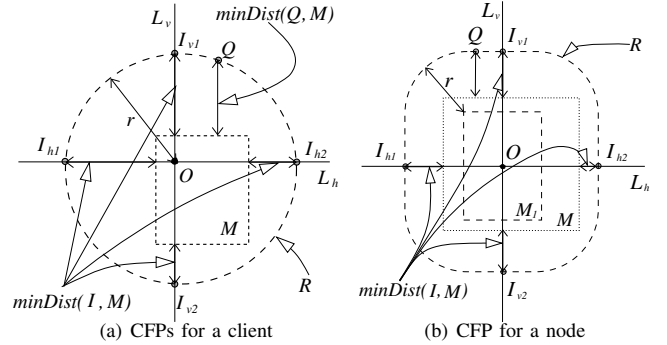 L_v
I_v1
Q
minDist(Q, M)
r
I_h1
O
I_h2
L_h
M
R
minDist(I, M)
I_v2
(a) CFPs for a client
L_v
Q
I_v1
R
r
I_h1
O
I_h2
L_h
M_1
M
minDist(I, M)
I_v2
(b) CFP for a node